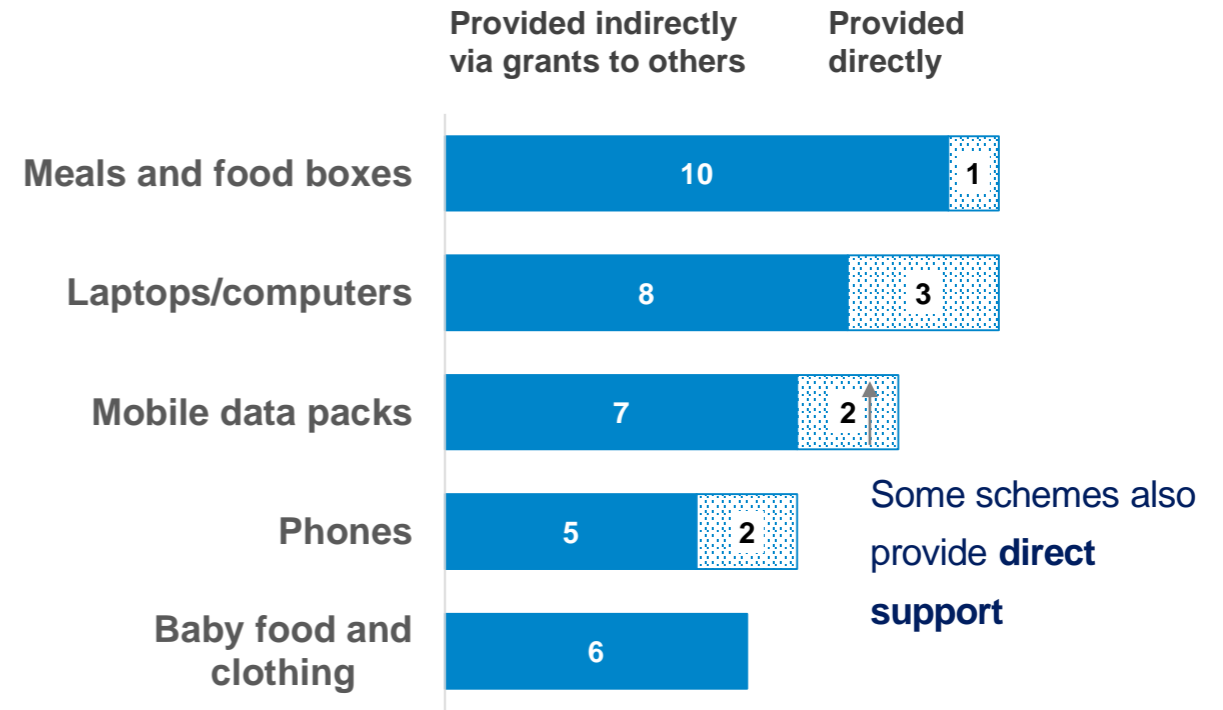 Provided indirectly
via grants to others
Provided
directly
Meals and food boxes
10
1
Laptops/computers
8
3
Mobile data packs
7
2
Phones
5
2
Some schemes also
provide direct
support
Baby food and
clothing
6